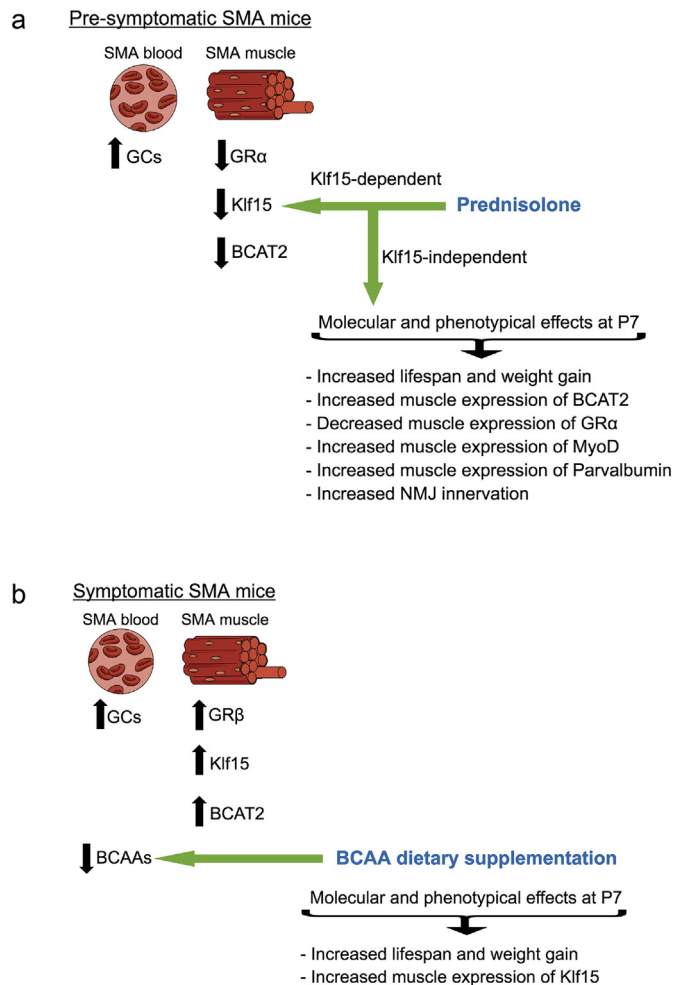 a
Pre-symptomatic SMA mice
SMA blood
SMA muscle
GCs
GRα
Klf15
BCAT2
Klf15-dependent
Prednisolone
Klf15-independent
Molecular and phenotypical effects at P7
- Increased lifespan and weight gain
- Increased muscle expression of BCAT2
- Decreased muscle expression of GRα
- Increased muscle expression of MyoD
- Increased muscle expression of Parvalbumin
- Increased NMJ innervation
b
Symptomatic SMA mice
SMA blood
SMA muscle
GCs
GRβ
Klf15
BCAT2
BCAAs
BCAA dietary supplementation
Molecular and phenotypical effects at P7
- Increased lifespan and weight gain
- Increased muscle expression of Klf15